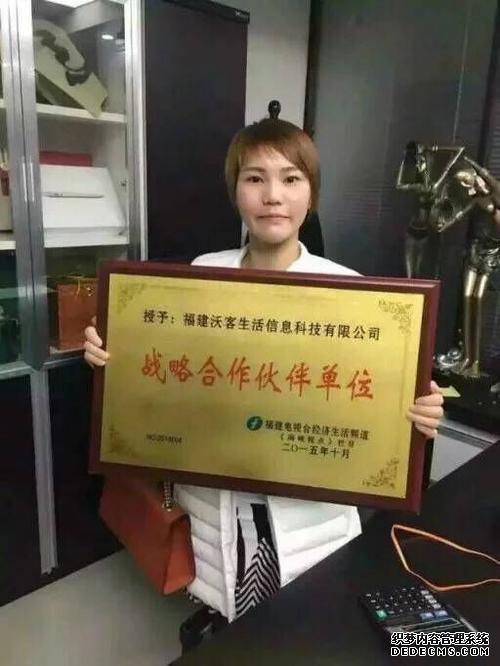 授予：福建沃客生活信息科技有限公司
战略合作伙伴单位
福建电视台经济生活频道
《海峡视点》栏目
二〇一五年十月
织梦内容管理系统
DEDECMS.COM